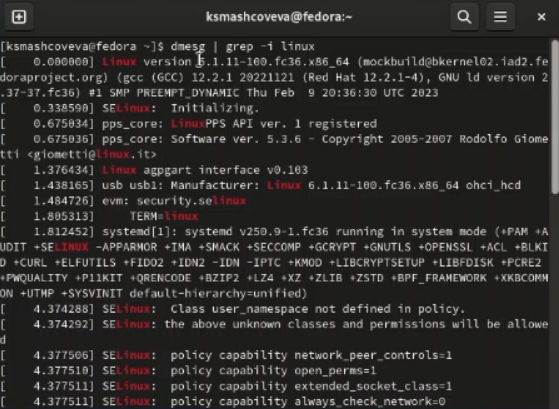 ksmashcoveva@fedora:~
[ksmashcoveva@fedora ~]$ dmesg | grep -i linux
[    0.000000] Linux version 6.1.11-100.fc36.x86_64 (mockbuild@bkernel02.iad2.fe
doraproject.org) (gcc (GCC) 12.2.1 20221121 (Red Hat 12.2.1-4), GNU ld version 2
.37-37.fc36) #1 SMP PREEMPT_DYNAMIC Thu Feb  9 20:36:30 UTC 2023
[    0.338590] SELinux:  Initializing.
[    0.675034] pps_core: LinuxPPS API ver. 1 registered
[    0.675036] pps_core: Software ver. 5.3.6 - Copyright 2005-2007 Rodolfo Giome
tti <giometti@linux.it>
[    1.376434] Linux agpgart interface v0.103
[    1.438165] usb usb1: Manufacturer: Linux 6.1.11-100.fc36.x86_64 ohci_hcd
[    1.484726] evm: security.selinux
[    1.805313]     TERM=linux
[    1.812452] systemd[1]: systemd v250.9-1.fc36 running in system mode (+PAM +A
UDIT +SELINUX -APPARMOR +IMA +SMACK +SECCOMP +GCRYPT +GNUTLS +OPENSSL +ACL +BLKI
D +CURL +ELFUTILS +FIDO2 +IDN2 -IDN -IPTC +KMOD +LIBCRYPTSETUP +LIBFDISK +PCRE2
+PWQUALITY +P11KIT +QRENCODE +BZIP2 +LZ4 +XZ +ZLIB +ZSTD +BPF_FRAMEWORK +XKBCOMM
ON +UTMP +SYSVINIT default-hierarchy=unified)
[    4.374288] SELinux:  Class user_namespace not defined in policy.
[    4.374292] SELinux: the above unknown classes and permissions will be allowe
d
[    4.377506] SELinux:  policy capability network_peer_controls=1
[    4.377510] SELinux:  policy capability open_perms=1
[    4.377511] SELinux:  policy capability extended_socket_class=1
[    4.377511] SELinux:  policy capability always_check_network=0